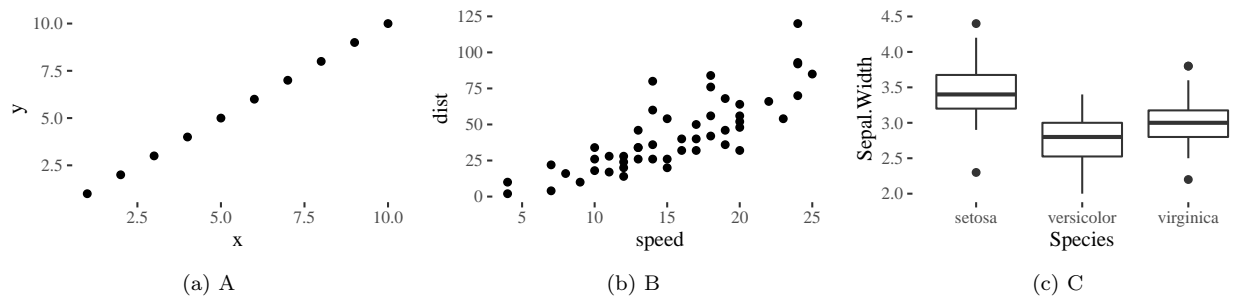 10.0
7.5
5.0
2.5
y
2.5
5.0
7.5
10.0
x
(a) A
125
100
75
50
25
0
dist
5
10
15
20
25
speed
(b) B
4.5
4.0
3.5
3.0
2.5
2.0
Sepal.Width
setosa
versicolor
virginica
Species
(c) C